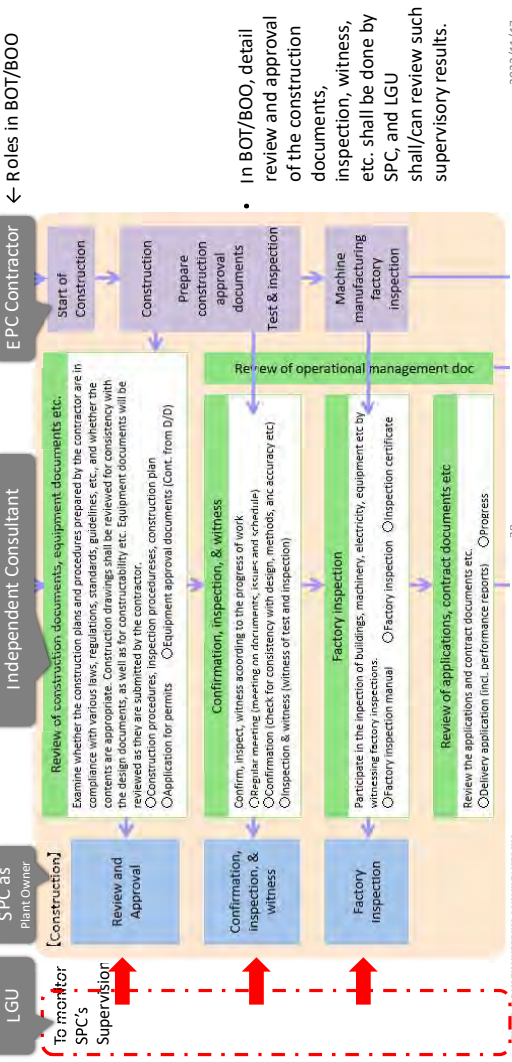 LGU
SPC as
Plant Owner
Independent Consultant
EPC Contractor
← Roles in BOT/BOO
To monitor
SPC's
Supervision
【Construction】
Review and
Approval
Confirmation,
inspection, &
witness
Factory
Inspection
Review of construction documents, equipment documents etc.
Examine whether the construction plans and procedures prepared by the contractor are in
compliance with various laws, regulations, standards, guidelines, etc., and whether the
contents are appropriate. Construction drawings shall be reviewed for consistency with
the design documents, as well as for constructability etc. Equipment documents will be
reviewed as they are submitted by the contractor.
○Construction procedures, inspection procedureses, construction plan
○Application for permits ○Equipment approval documents (Cont. from D/D)
Confirmation, inspection, & witness
Confirm, inspect, witness acoording to the progress of work
○Regular meeting (meeting on documents, issues and schedule)
○Confirmation (check for consistency with design, methods, anc accuracy etc)
○Inspection & witness (witness of test and inspection)
Review of operational management doc
Factory inspection
Participate in the inpection of buildings, machinery, electricity, equipment etc by
witnessing factory inspections.
○Factory inspection manual ○Factory inspection ○Inspection certificate
Review of applications, contract documents etc
Review the applications and contract documents etc.
○Delivery application (incl. performance reports) ○Progress
Start of
Construction
Construction
Prepare
construction
approval
documents
Test & inspection
Machine
manufacturing
factory
inspection
• In BOT/BOO, detail
review and approval
of the construction
documents,
inspection, witness,
etc. shall be done by
SPC, and LGU
shall/can review such
supervisory results.